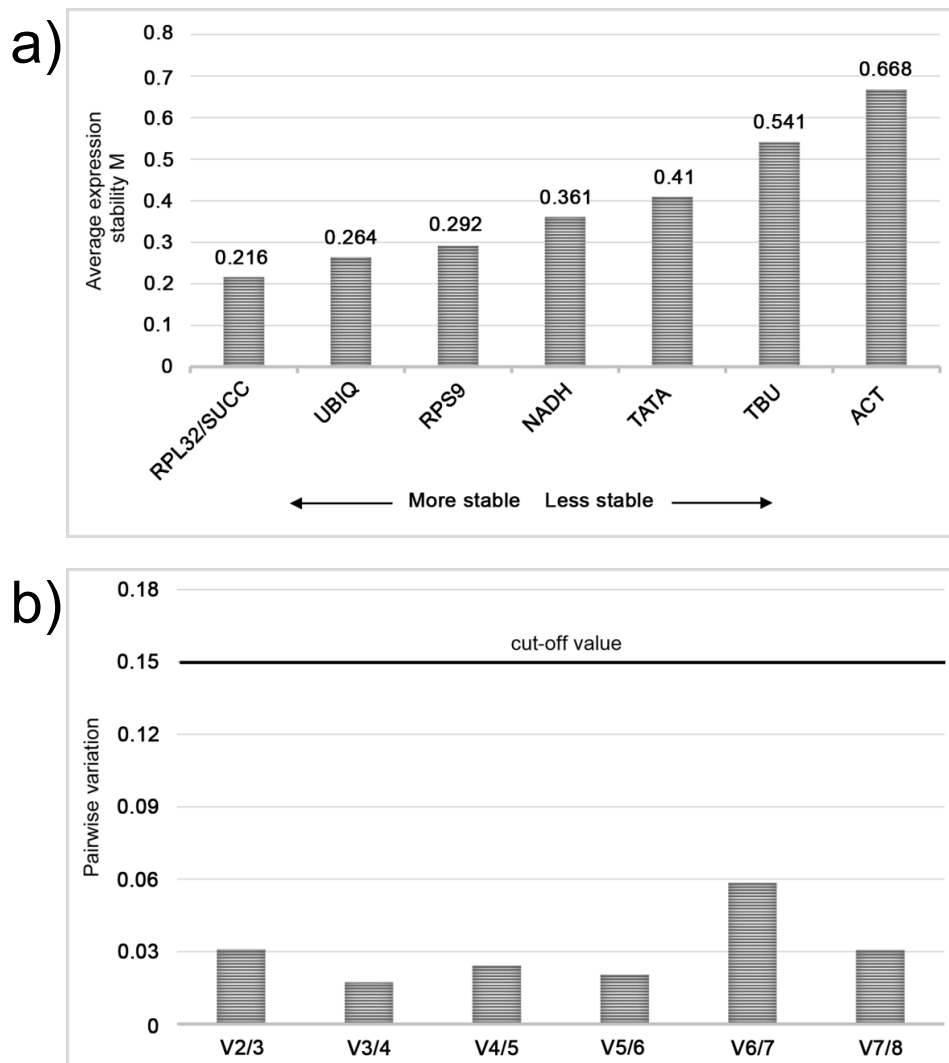 a)
Average expression
stability M
0.8
0.7
0.6
0.5
0.4
0.3
0.2
0.1
0
0.216
0.264
0.292
0.361
0.41
0.541
0.668
RPL32/SUCC
UBIQ
RPS9
NADH
TATA
TBU
ACT
More stable Less stable
b)
Pairwise variation
0.18
0.15
0.12
0.09
0.06
0.03
0
cut-off value
V2/3
V3/4
V4/5
V5/6
V6/7
V7/8